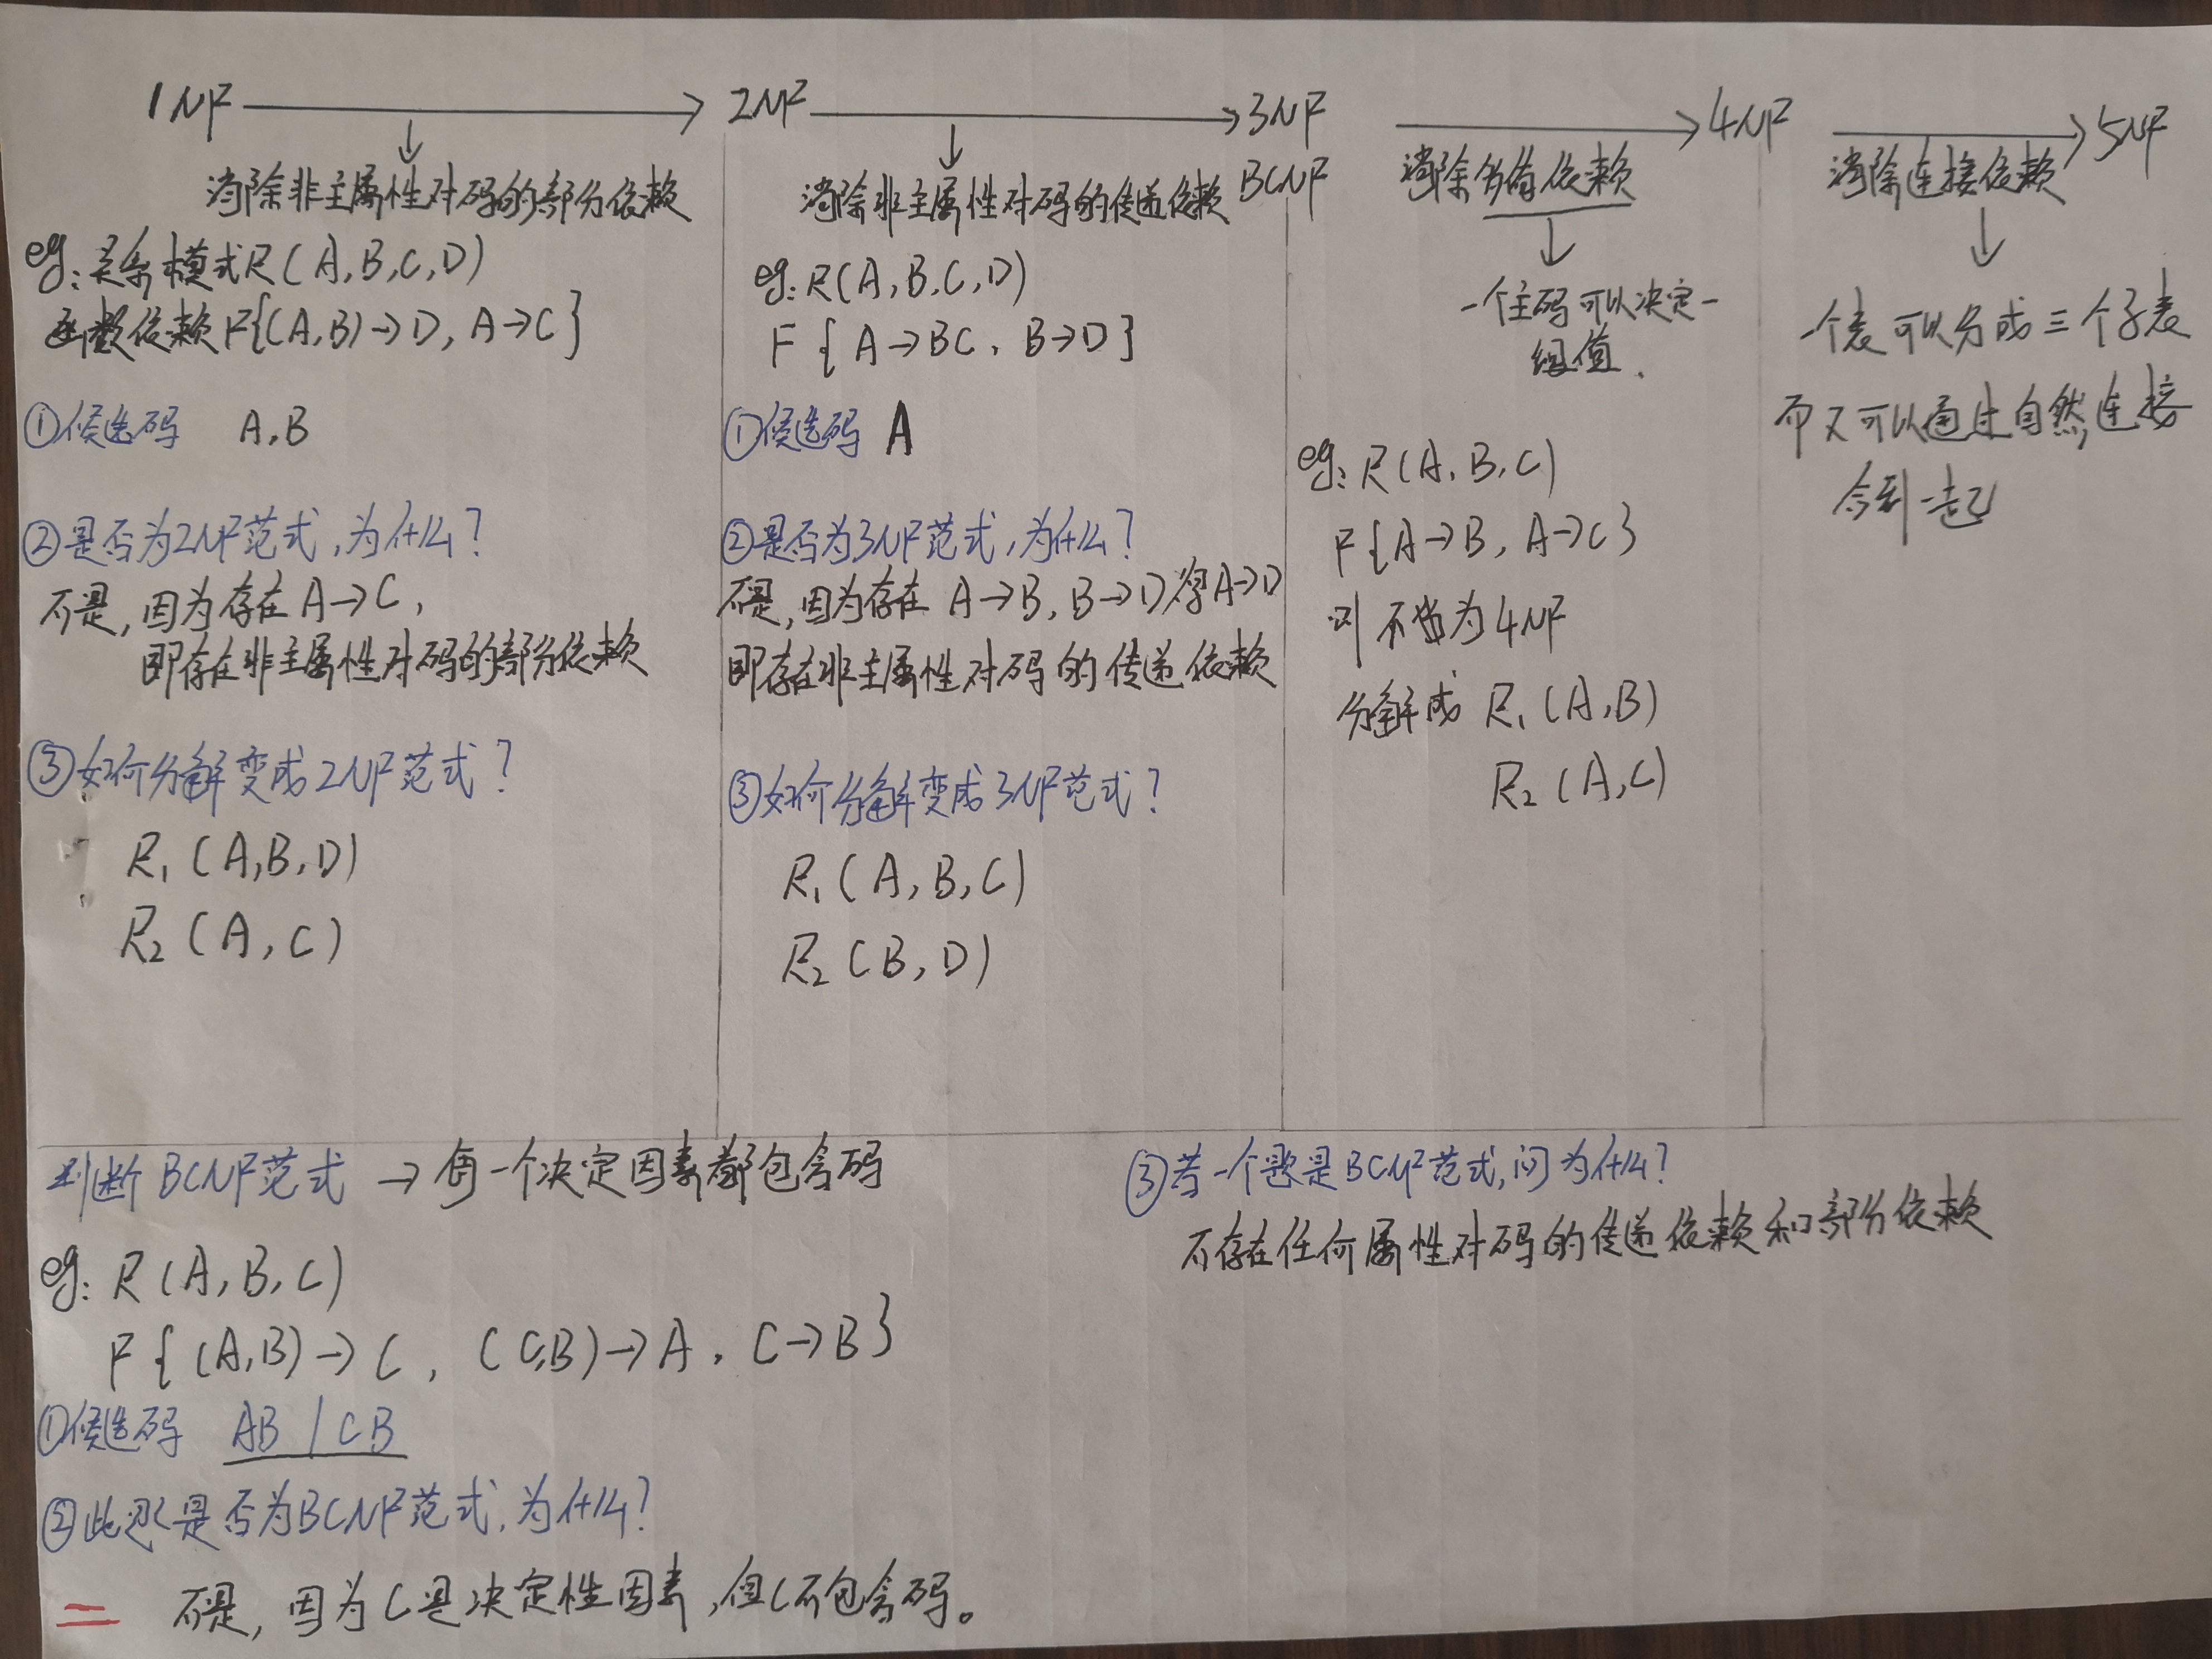 1NF → 2NF → 3NF → 4NF → 5NF
BCNF
↓
消除非主属性对码的部分依赖
eg: 关系模式R(A,B,C,D)
函数依赖F{(A,B)→D, A→C}
①候选码 A,B
②是否为2NF范式,为什么?
不是,因为存在A→C,
即存在非主属性对码的部分依赖
③如何分解变成2NF范式?
R₁(A,B,D)
R₂(A,C)
↓
消除非主属性对码的传递依赖
eg: R(A,B,C,D)
F{A→BC, B→D}
①候选码 A
②是否为3NF范式,为什么?
不是,因为存在 A→B, B→D得A→D
即存在非主属性对码的传递依赖
③如何分解变成3NF范式?
R₁(A,B,C)
R₂(B,D)
消除多值依赖
↓
一个主码可以决定一
组值.
eg: R(A,B,C)
F{A→B, A→C}
则 不为4NF
分解成 R₁(A,B)
R₂(A,C)
消除连接依赖
↓
一个表可以分成三个子表
而又可以通过自然连接
合到一起
判断BCNF范式 → 每一个决定因素都包含码
eg: R(A,B,C)
F{(A,B)→C, (C,B)→A, C→B}
①候选码 AB / CB
②此题是否为BCNF范式,为什么?
不是,因为C是决定性因素,但C不包含码。
③若一个题是BCNF范式,问为什么?
不存在任何属性对码的传递依赖和部分依赖